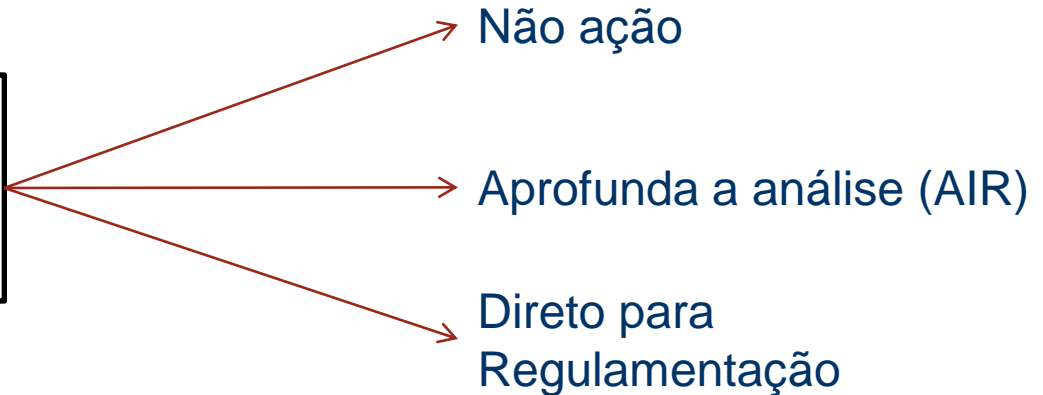 Não ação
Aprofunda a análise (AIR)
Direto para
Regulamentação